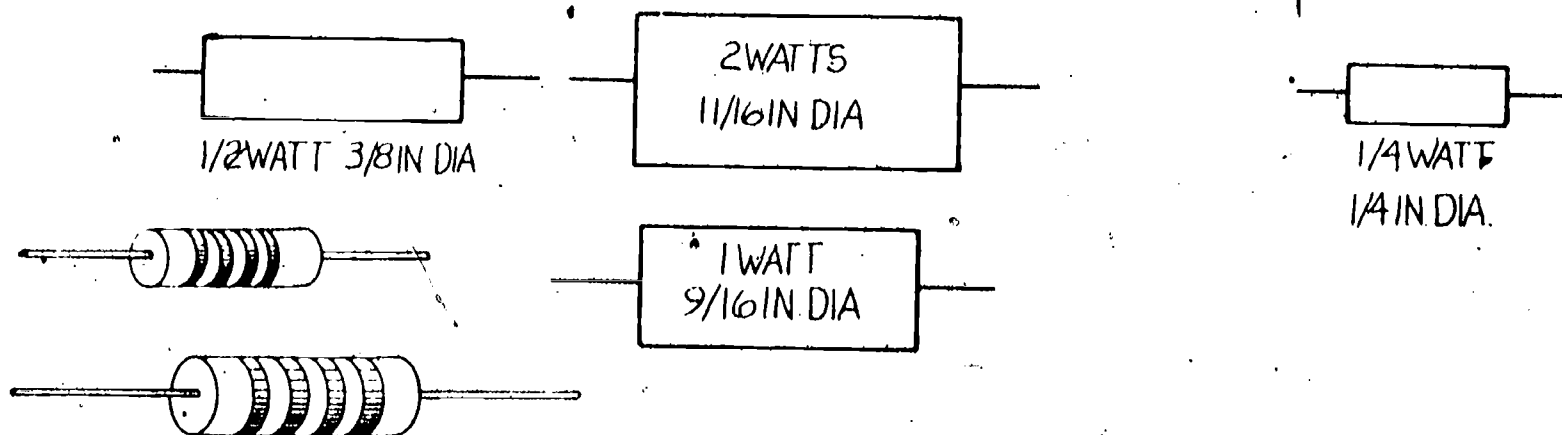 2WATTS
11/16IN DIA
1/2WATT 3/8IN DIA
1/4WATT
1/4IN.DIA.
1WATT
9/16IN.DIA